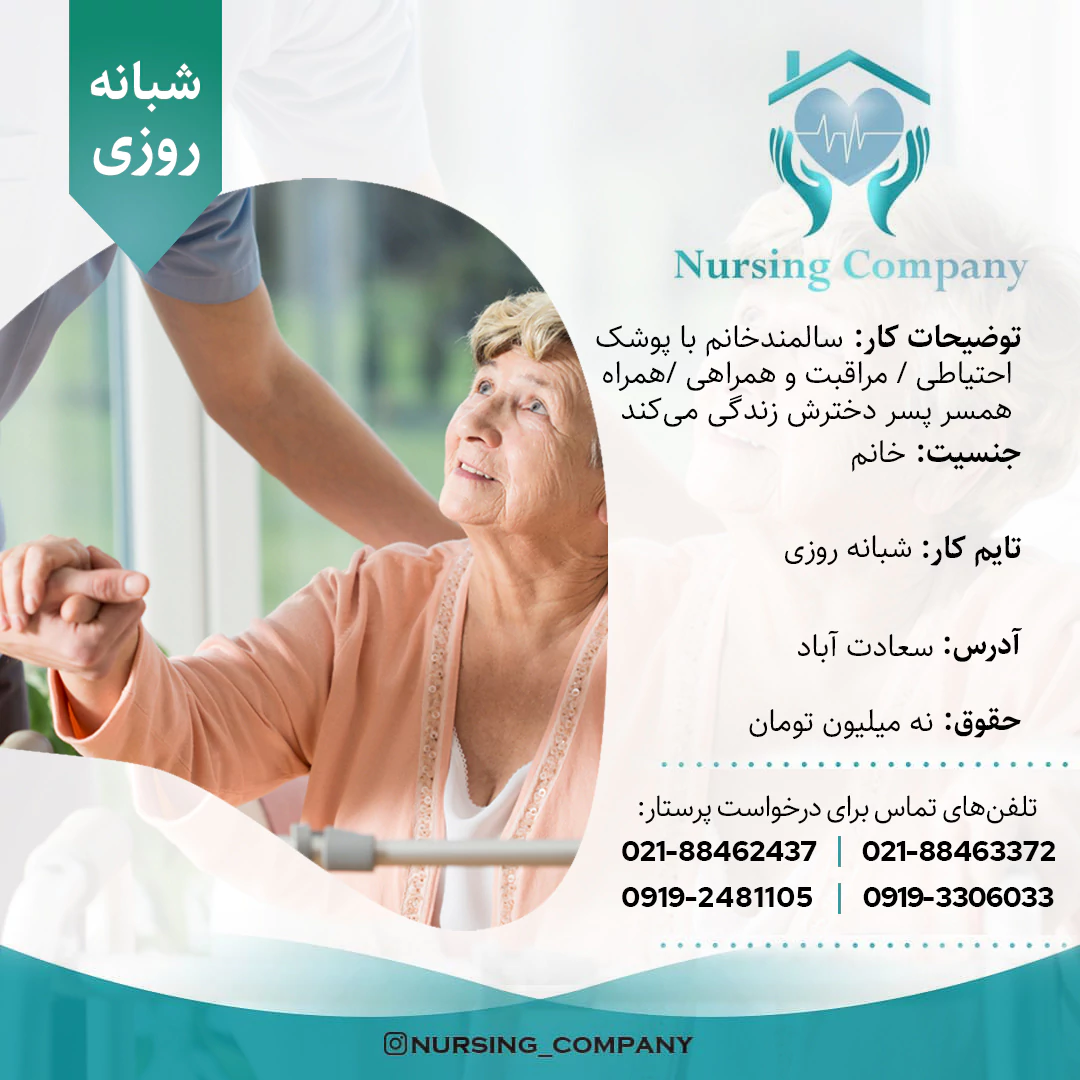 شبانه
روزی
Nursing Company
توضیحات کار: سالمندخانم با پوشک
احتیاطی / مراقبت و همراهی /همراه
همسر پسر دخترش زندگی می‌کند
جنسیت: خانم
تایم کار: شبانه روزی
آدرس: سعادت آباد
حقوق: نه میلیون تومان
تلفن‌های تماس برای درخواست پرستار:
021-88462437 | 021-88463372
0919-2481105 | 0919-3306033
NURSING_COMPANY